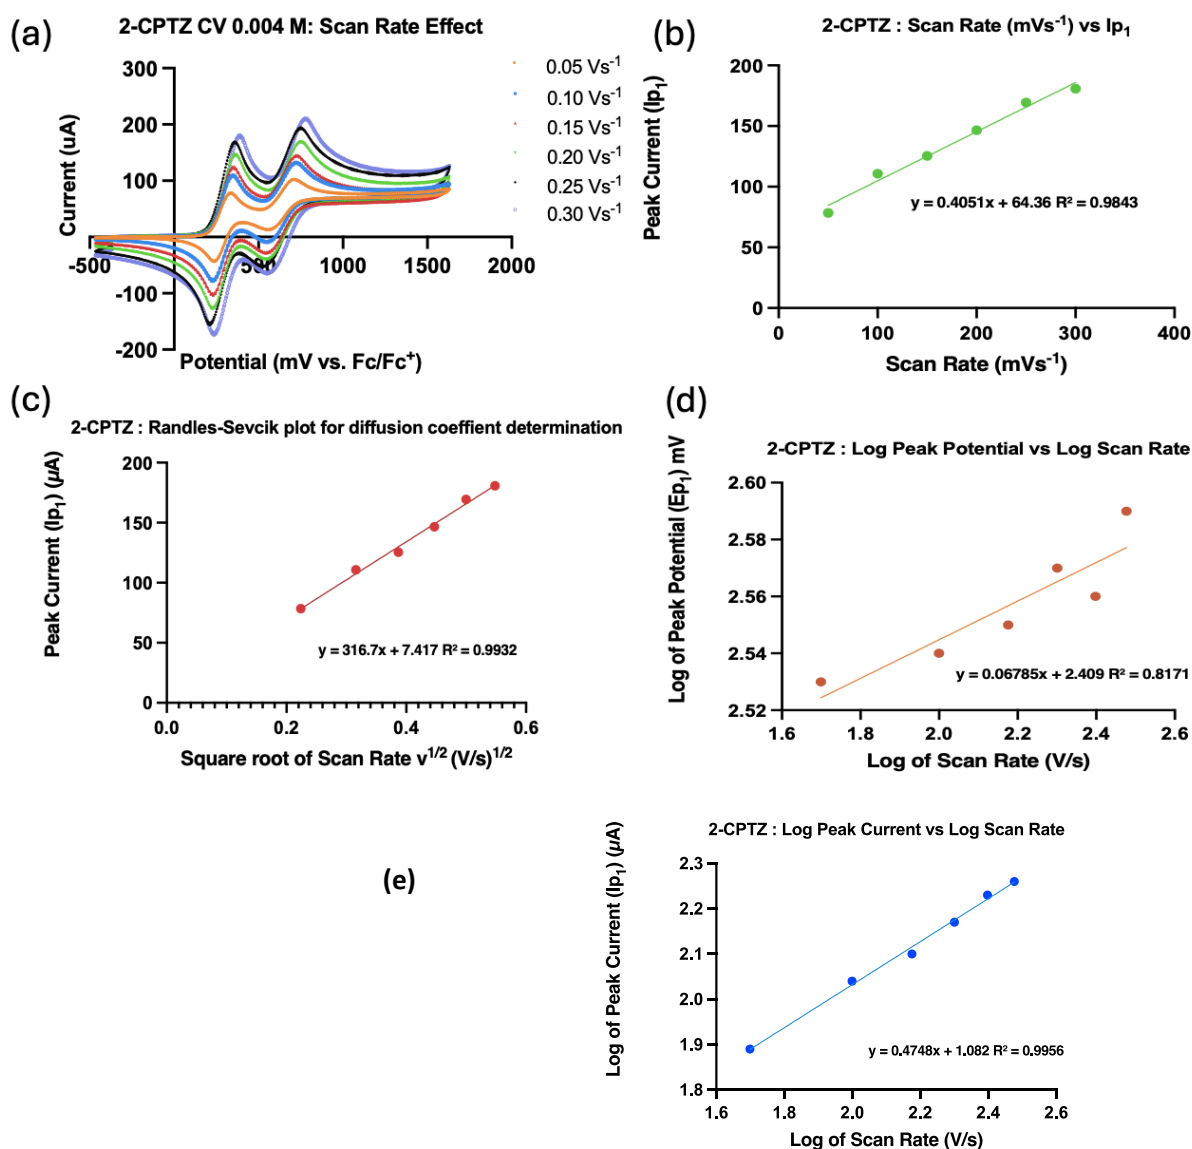 (a)
2-CPTZ CV 0.004 M: Scan Rate Effect
300
200
100
-100
-200
-500
500
1000
1500
2000
Current (uA)
Potential (mV vs. Fc/Fc⁺)
0.05 Vs⁻¹
0.10 Vs⁻¹
0.15 Vs⁻¹
0.20 Vs⁻¹
0.25 Vs⁻¹
0.30 Vs⁻¹
(b)
2-CPTZ : Scan Rate (mVs⁻¹) vs Ip₁
Peak Current (Ip₁)
200
150
100
50
0
y = 0.4051x + 64.36 R² = 0.9843
0 100 200 300 400
Scan Rate (mVs⁻¹)
(c)
2-CPTZ : Randles-Sevcik plot for diffusion coeffient determination
Peak Current (Ip₁) (µA)
200
150
100
50
0
y = 316.7x + 7.417 R² = 0.9932
0.0 0.2 0.4 0.6
Square root of Scan Rate v¹/² (V/s)¹/²
(d)
2-CPTZ : Log Peak Potential vs Log Scan Rate
Log of Peak Potential (Ep₁) mV
2.60
2.58
2.56
2.54
2.52
y = 0.06785x + 2.409 R² = 0.8171
1.6 1.8 2.0 2.2 2.4 2.6
Log of Scan Rate (V/s)
(e)
2-CPTZ : Log Peak Current vs Log Scan Rate
Log of Peak Current (Ip₁) (µA)
2.3
2.2
2.1
2.0
1.9
1.8
y = 0.4748x + 1.082 R² = 0.9956
1.6 1.8 2.0 2.2 2.4 2.6
Log of Scan Rate (V/s)